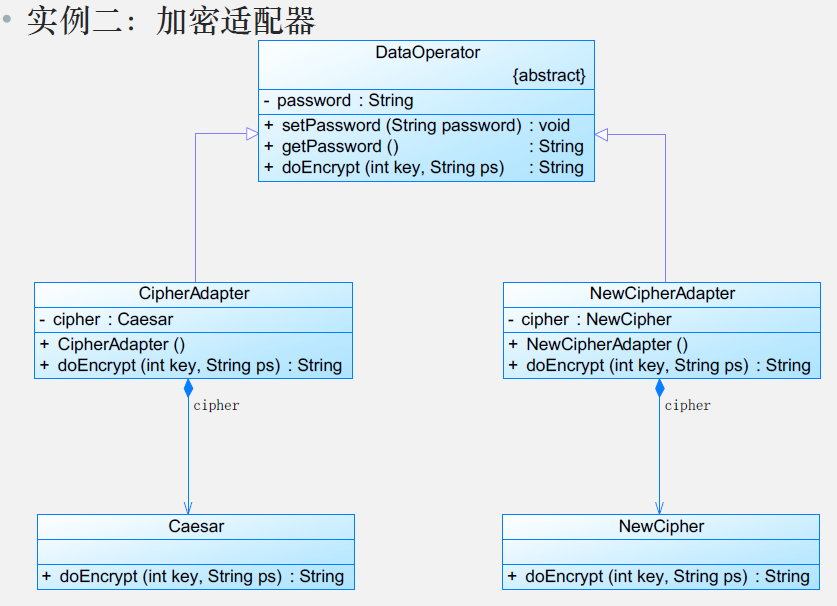 • 实例二：加密适配器
DataOperator
{abstract}
- password : String
+ setPassword (String password) : void
+ getPassword () : String
+ doEncrypt (int key, String ps) : String
CipherAdapter
- cipher : Caesar
+ CipherAdapter ()
+ doEncrypt (int key, String ps) : String
NewCipherAdapter
- cipher : NewCipher
+ NewCipherAdapter ()
+ doEncrypt (int key, String ps) : String
cipher
cipher
Caesar
+ doEncrypt (int key, String ps) : String
NewCipher
+ doEncrypt (int key, String ps) : String